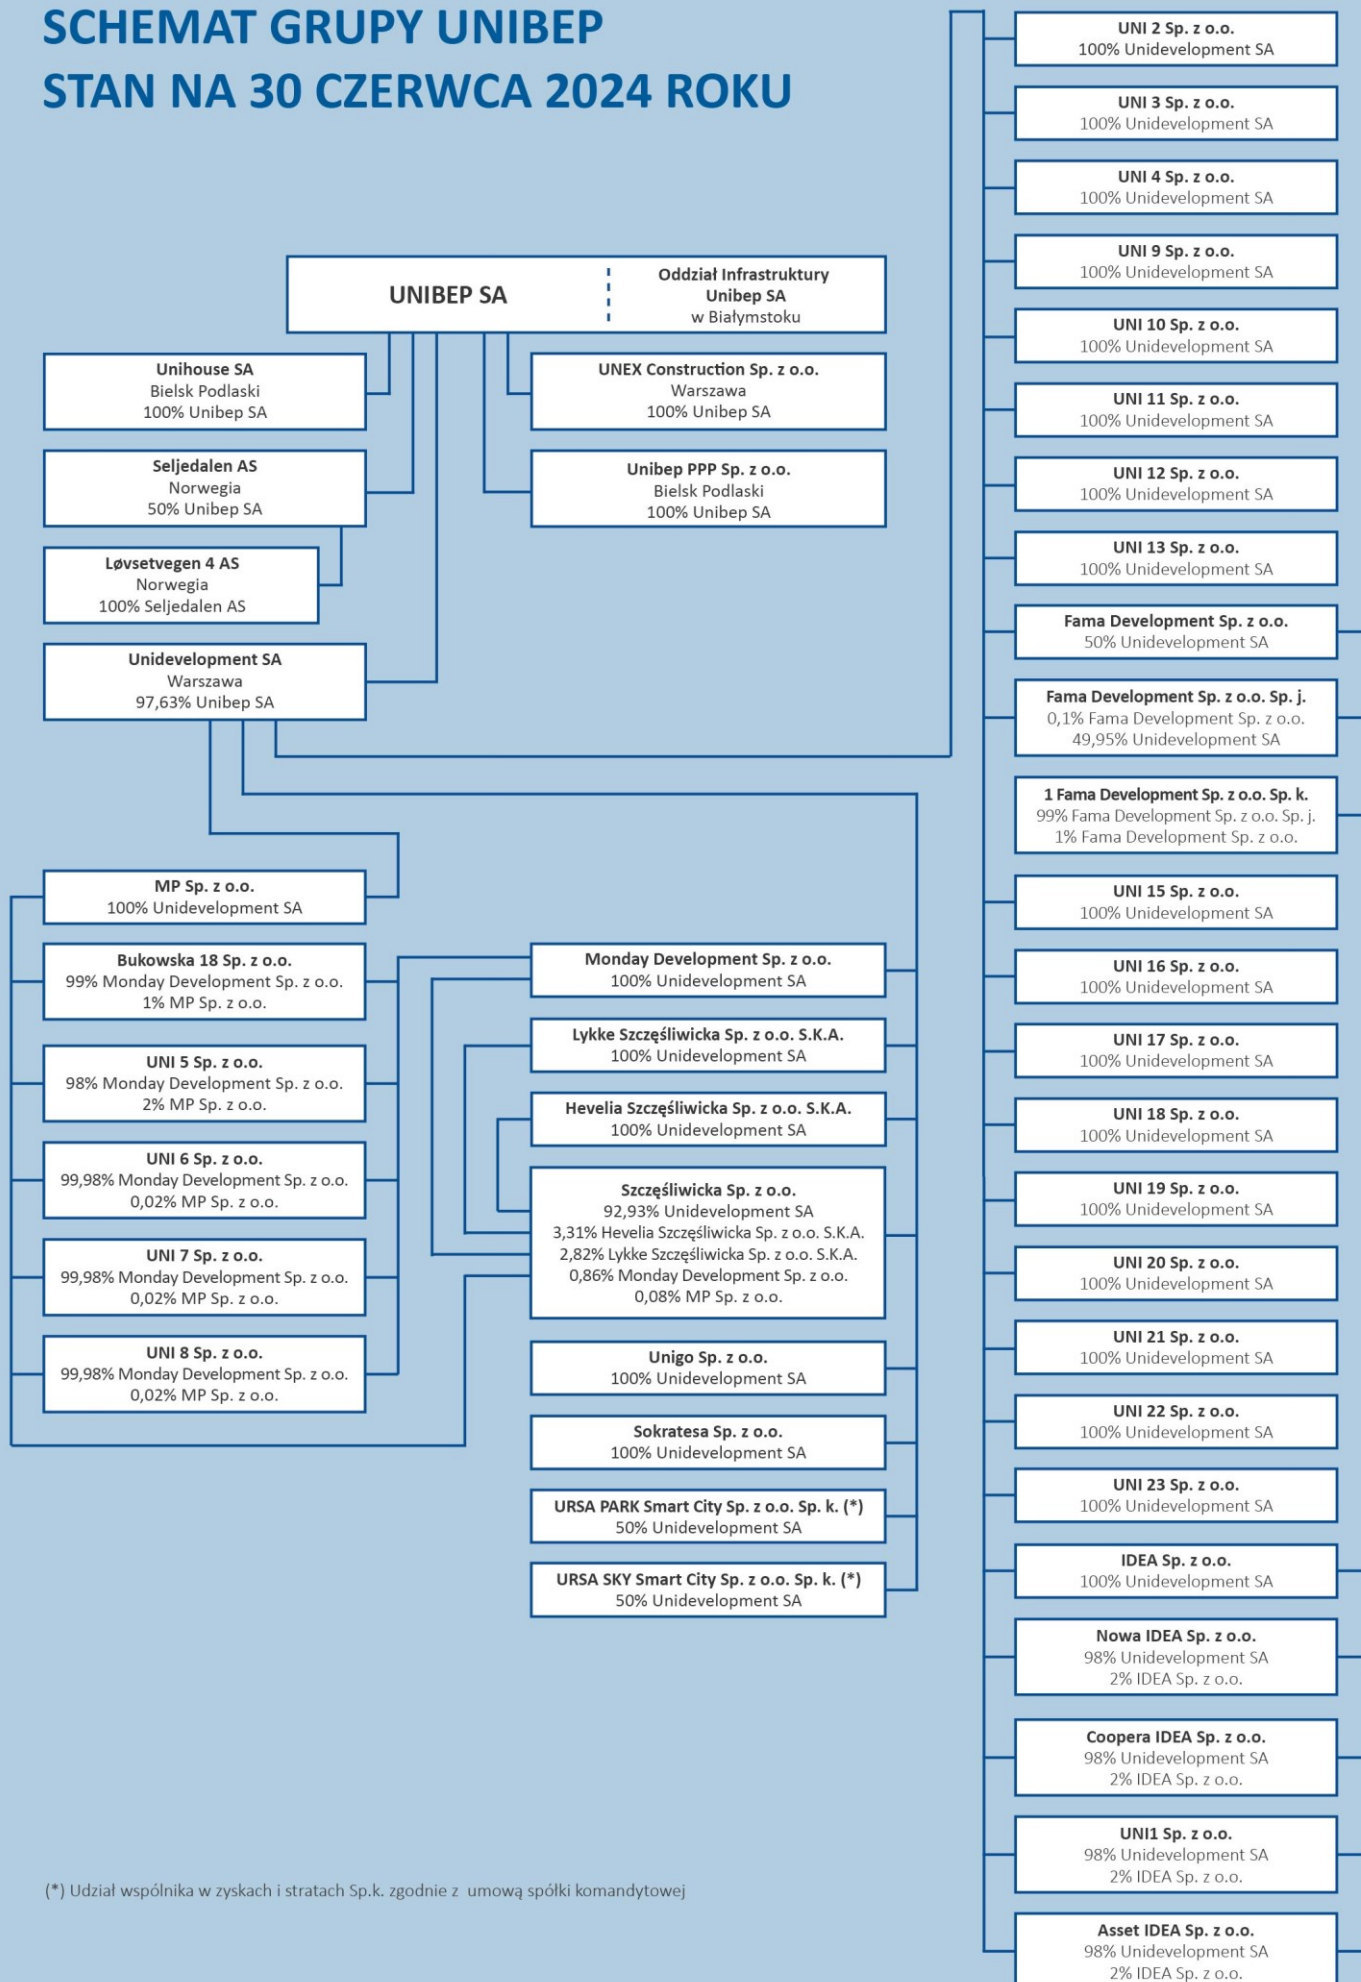 SCHEMAT GRUPY UNIBEP
STAN NA 30 CZERWCA 2024 ROKU
UNIBEP SA
Oddział Infrastruktury
Unibep SA
w Białymstoku
Unihouse SA
Bielsk Podlaski
100% Unibep SA
UNEX Construction Sp. z o.o.
Warszawa
100% Unibep SA
Seljedalen AS
Norwegia
50% Unibep SA
Unibep PPP Sp. z o.o.
Bielsk Podlaski
100% Unibep SA
Løvsetvegen 4 AS
Norwegia
100% Seljedalen AS
Unidevelopment SA
Warszawa
97,63% Unibep SA
MP Sp. z o.o.
100% Unidevelopment SA
Bukowska 18 Sp. z o.o.
99% Monday Development Sp. z o.o.
1% MP Sp. z o.o.
UNI 5 Sp. z o.o.
98% Monday Development Sp. z o.o.
2% MP Sp. z o.o.
UNI 6 Sp. z o.o.
99,98% Monday Development Sp. z o.o.
0,02% MP Sp. z o.o.
UNI 7 Sp. z o.o.
99,98% Monday Development Sp. z o.o.
0,02% MP Sp. z o.o.
UNI 8 Sp. z o.o.
99,98% Monday Development Sp. z o.o.
0,02% MP Sp. z o.o.
Monday Development Sp. z o.o.
100% Unidevelopment SA
Lykke Szczęśliwicka Sp. z o.o. S.K.A.
100% Unidevelopment SA
Hevelia Szczęśliwicka Sp. z o.o. S.K.A.
100% Unidevelopment SA
Szczęśliwicka Sp. z o.o.
92,93% Unidevelopment SA
3,31% Hevelia Szczęśliwicka Sp. z o.o. S.K.A.
2,82% Lykke Szczęśliwicka Sp. z o.o. S.K.A.
0,86% Monday Development Sp. z o.o.
0,08% MP Sp. z o.o.
Unigo Sp. z o.o.
100% Unidevelopment SA
Sokratesa Sp. z o.o.
100% Unidevelopment SA
URSA PARK Smart City Sp. z o.o. Sp. k. (*)
50% Unidevelopment SA
URSA SKY Smart City Sp. z o.o. Sp. k. (*)
50% Unidevelopment SA
UNI 2 Sp. z o.o.
100% Unidevelopment SA
UNI 3 Sp. z o.o.
100% Unidevelopment SA
UNI 4 Sp. z o.o.
100% Unidevelopment SA
UNI 9 Sp. z o.o.
100% Unidevelopment SA
UNI 10 Sp. z o.o.
100% Unidevelopment SA
UNI 11 Sp. z o.o.
100% Unidevelopment SA
UNI 12 Sp. z o.o.
100% Unidevelopment SA
UNI 13 Sp. z o.o.
100% Unidevelopment SA
Fama Development Sp. z o.o.
50% Unidevelopment SA
Fama Development Sp. z o.o. Sp. j.
0,1% Fama Development Sp. z o.o.
49,95% Unidevelopment SA
1 Fama Development Sp. z o.o. Sp. k.
99% Fama Development Sp. z o.o. Sp. j.
1% Fama Development Sp. z o.o.
UNI 15 Sp. z o.o.
100% Unidevelopment SA
UNI 16 Sp. z o.o.
100% Unidevelopment SA
UNI 17 Sp. z o.o.
100% Unidevelopment SA
UNI 18 Sp. z o.o.
100% Unidevelopment SA
UNI 19 Sp. z o.o.
100% Unidevelopment SA
UNI 20 Sp. z o.o.
100% Unidevelopment SA
UNI 21 Sp. z o.o.
100% Unidevelopment SA
UNI 22 Sp. z o.o.
100% Unidevelopment SA
UNI 23 Sp. z o.o.
100% Unidevelopment SA
IDEA Sp. z o.o.
100% Unidevelopment SA
Nowa IDEA Sp. z o.o.
98% Unidevelopment SA
2% IDEA Sp. z o.o.
Coopera IDEA Sp. z o.o.
98% Unidevelopment SA
2% IDEA Sp. z o.o.
UNI1 Sp. z o.o.
98% Unidevelopment SA
2% IDEA Sp. z o.o.
Asset IDEA Sp. z o.o.
98% Unidevelopment SA
2% IDEA Sp. z o.o.
(*) Udział wspólnika w zyskach i stratach Sp.k. zgodnie z umową spółki komandytowej